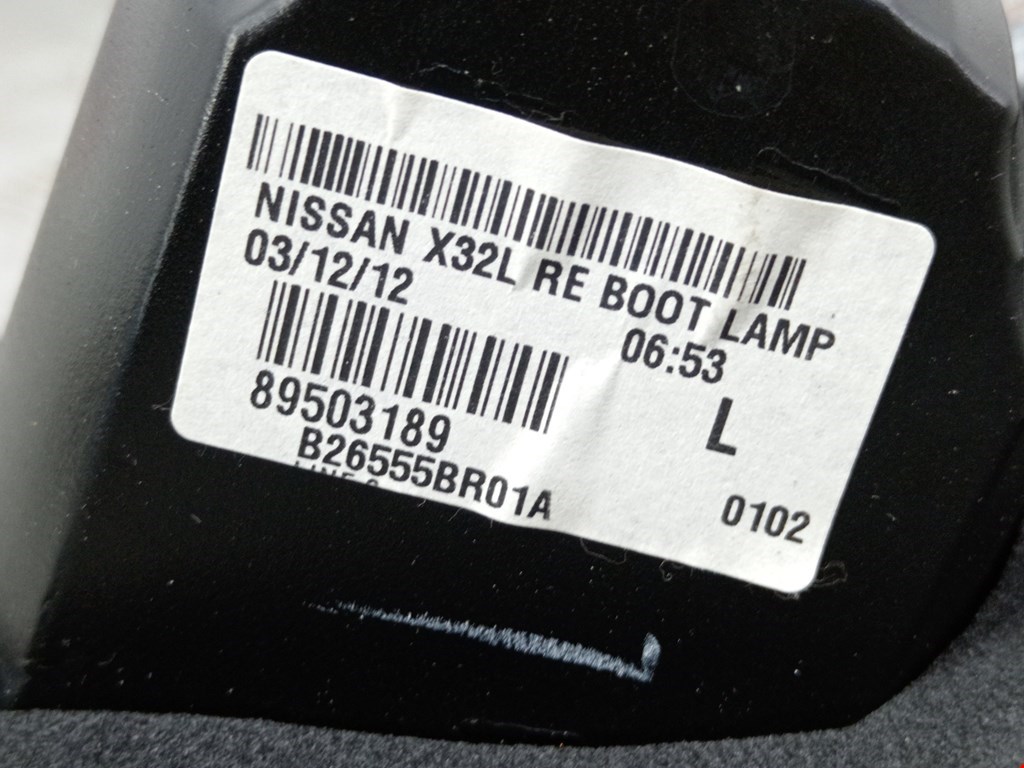 NISSAN X32L RE BOOT LAMP
03/12/12 06:53
89503189 L
B26555BR01A 0102